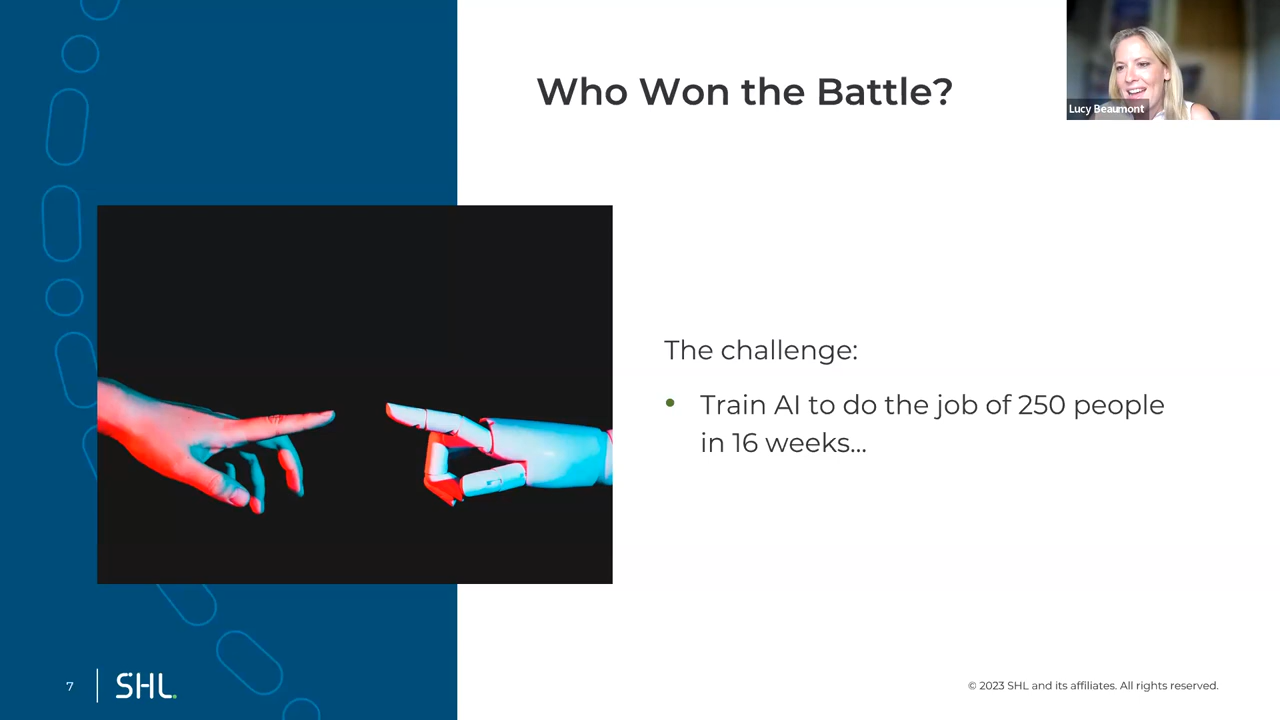 Who Won the Battle?
Lucy Beaumont
The challenge:
• Train AI to do the job of 250 people
in 16 weeks...
7
SHL.
© 2023 SHL and its affiliates. All rights reserved.